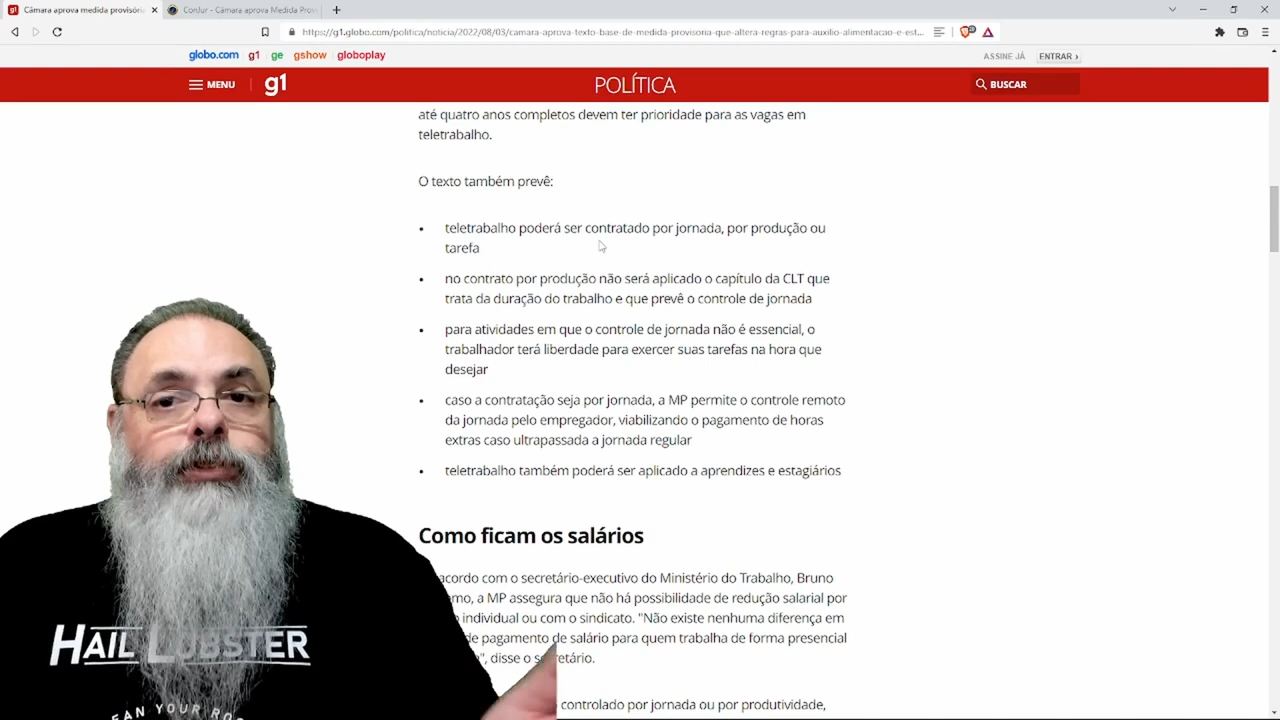 Câmara aprova medida provisória
ConJur - Câmara aprova Medida Prov
https://g1.globo.com/politica/noticia/2022/08/03/camara-aprova-texto-base-de-medida-provisoria-que-altera-regras-para-auxilio-alimentacao-e-est...
globo.com g1 ge gshow globoplay
ASSINE JÁ ENTRAR ›
MENU g1 POLÍTICA BUSCAR
até quatro anos completos devem ter prioridade para as vagas em
teletrabalho.
O texto também prevê:
• teletrabalho poderá ser contratado por jornada, por produção ou
tarefa
• no contrato por produção não será aplicado o capítulo da CLT que
trata da duração do trabalho e que prevê o controle de jornada
• para atividades em que o controle de jornada não é essencial, o
trabalhador terá liberdade para exercer suas tarefas na hora que
desejar
• caso a contratação seja por jornada, a MP permite o controle remoto
da jornada pelo empregador, viabilizando o pagamento de horas
extras caso ultrapassada a jornada regular
• teletrabalho também poderá ser aplicado a aprendizes e estagiários
Como ficam os salários
acordo com o secretário-executivo do Ministério do Trabalho, Bruno
a MP assegura que não há possibilidade de redução salarial por
individual ou com o sindicato. "Não existe nenhuma diferença em
de pagamento de salário para quem trabalha de forma presencial
", disse o secretário.
controlado por jornada ou por produtividade,
HAIL LOBSTER
YOUR